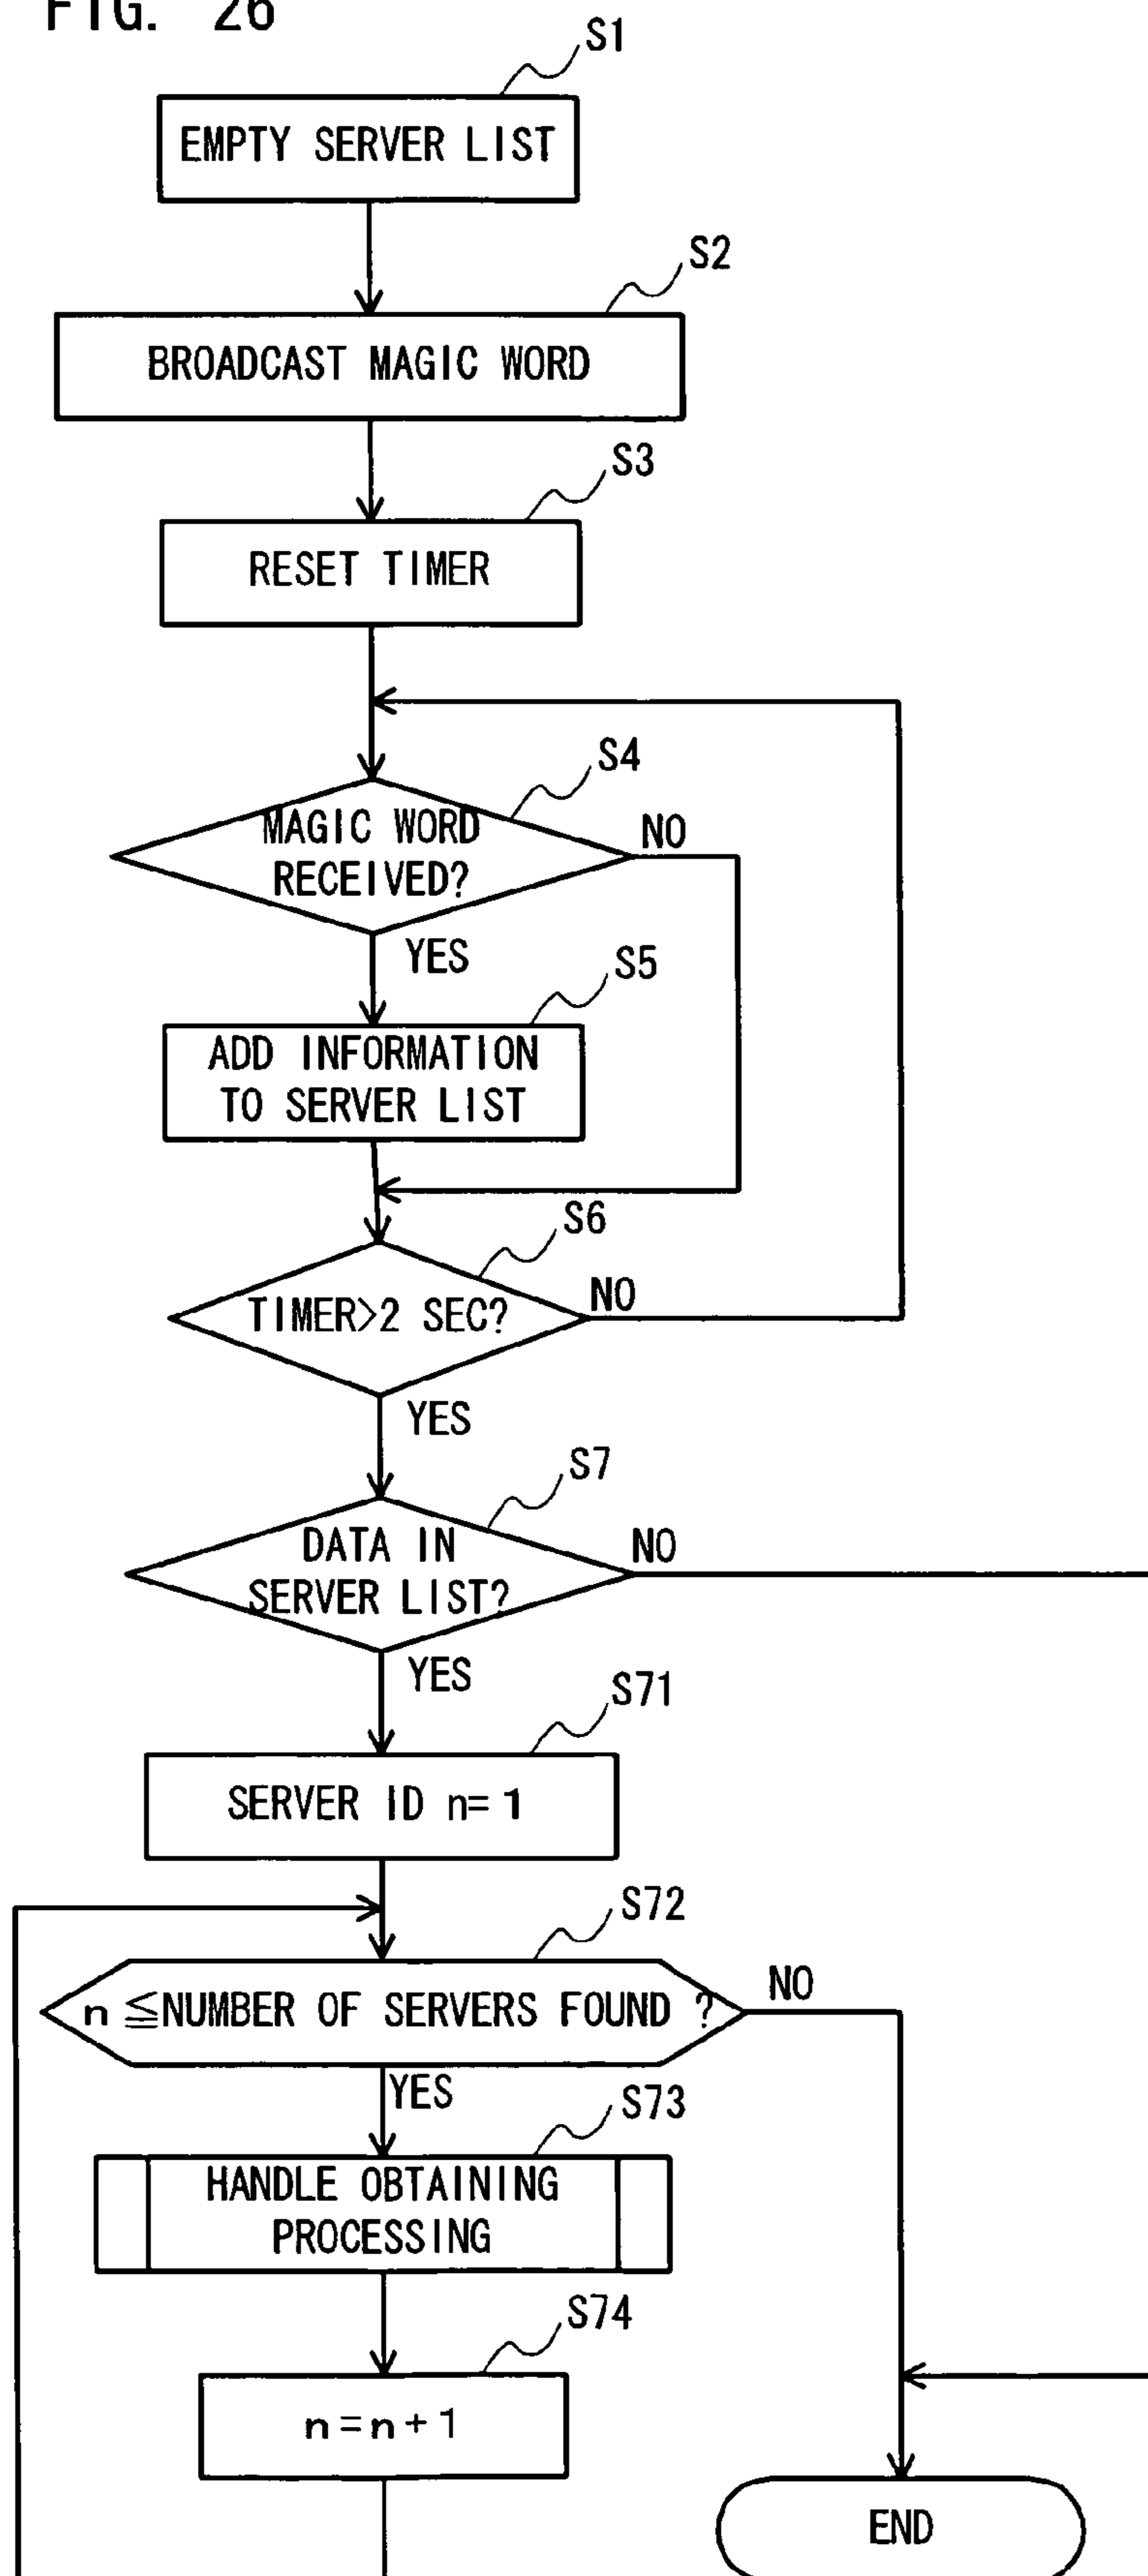 FIG. 26
S1
EMPTY SERVER LIST
S2
BROADCAST MAGIC WORD
S3
RESET TIMER
S4
MAGIC WORD
RECEIVED?
NO
YES
S5
ADD INFORMATION
TO SERVER LIST
S6
TIMER>2 SEC?
NO
YES
S7
DATA IN
SERVER LIST?
NO
YES
S71
SERVER ID n=1
S72
n ≦NUMBER OF SERVERS FOUND ?
NO
YES
S73
HANDLE OBTAINING
PROCESSING
S74
n=n+1
END